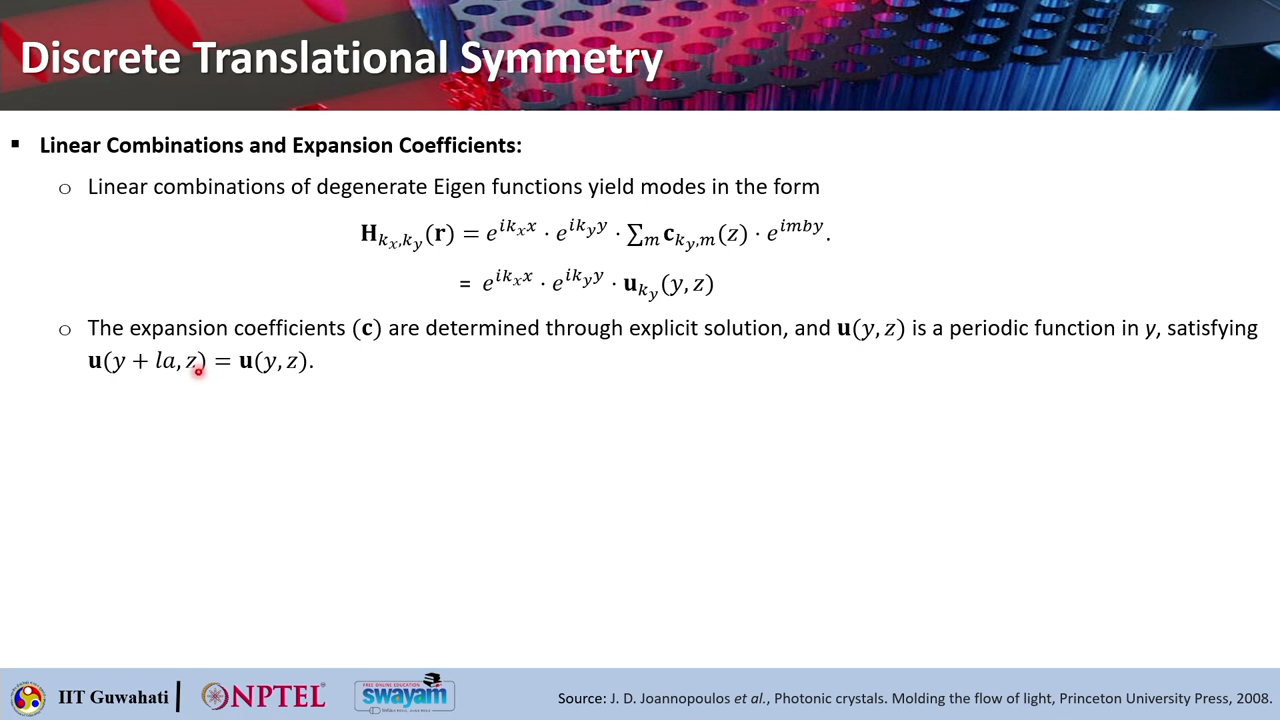 Discrete Translational Symmetry
▪ Linear Combinations and Expansion Coefficients:
o Linear combinations of degenerate Eigen functions yield modes in the form
𝐇_{k_x,k_y}(𝐫) = e^{ik_x x} · e^{ik_y y} · ∑_m 𝐜_{k_y,m}(z) · e^{imby}.
= e^{ik_x x} · e^{ik_y y} · 𝐮_{k_y}(y, z)
o The expansion coefficients (𝐜) are determined through explicit solution, and 𝐮(y, z) is a periodic function in y, satisfying
𝐮(y + la, z) = 𝐮(y, z).
IIT Guwahati
NPTEL
FREE ONLINE EDUCATION
swayam
Source: J. D. Joannopoulos et al., Photonic crystals. Molding the flow of light, Princeton University Press, 2008.